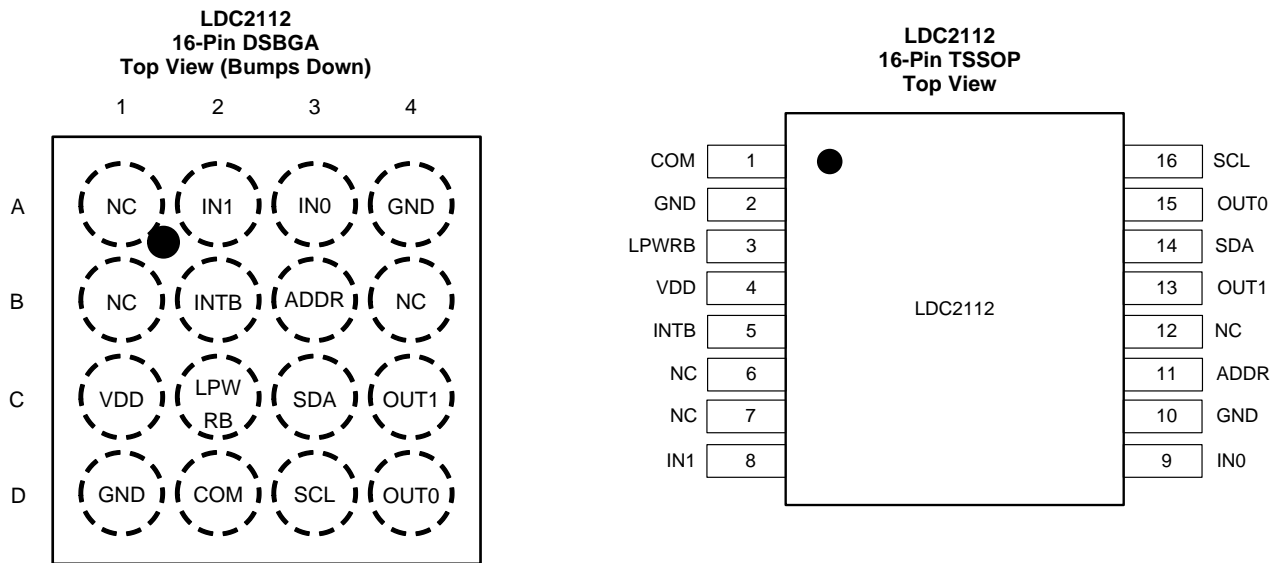 LDC2112
16-Pin DSBGA
Top View (Bumps Down)
1 2 3 4
A NC IN1 IN0 GND
B NC INTB ADDR NC
C VDD LPW RB SDA OUT1
D GND COM SCL OUT0
LDC2112
16-Pin TSSOP
Top View
COM 1 16 SCL
GND 2 15 OUT0
LPWRB 3 14 SDA
VDD 4 13 OUT1
LDC2112
INTB 5 12 NC
NC 6 11 ADDR
NC 7 10 GND
IN1 8 9 IN0